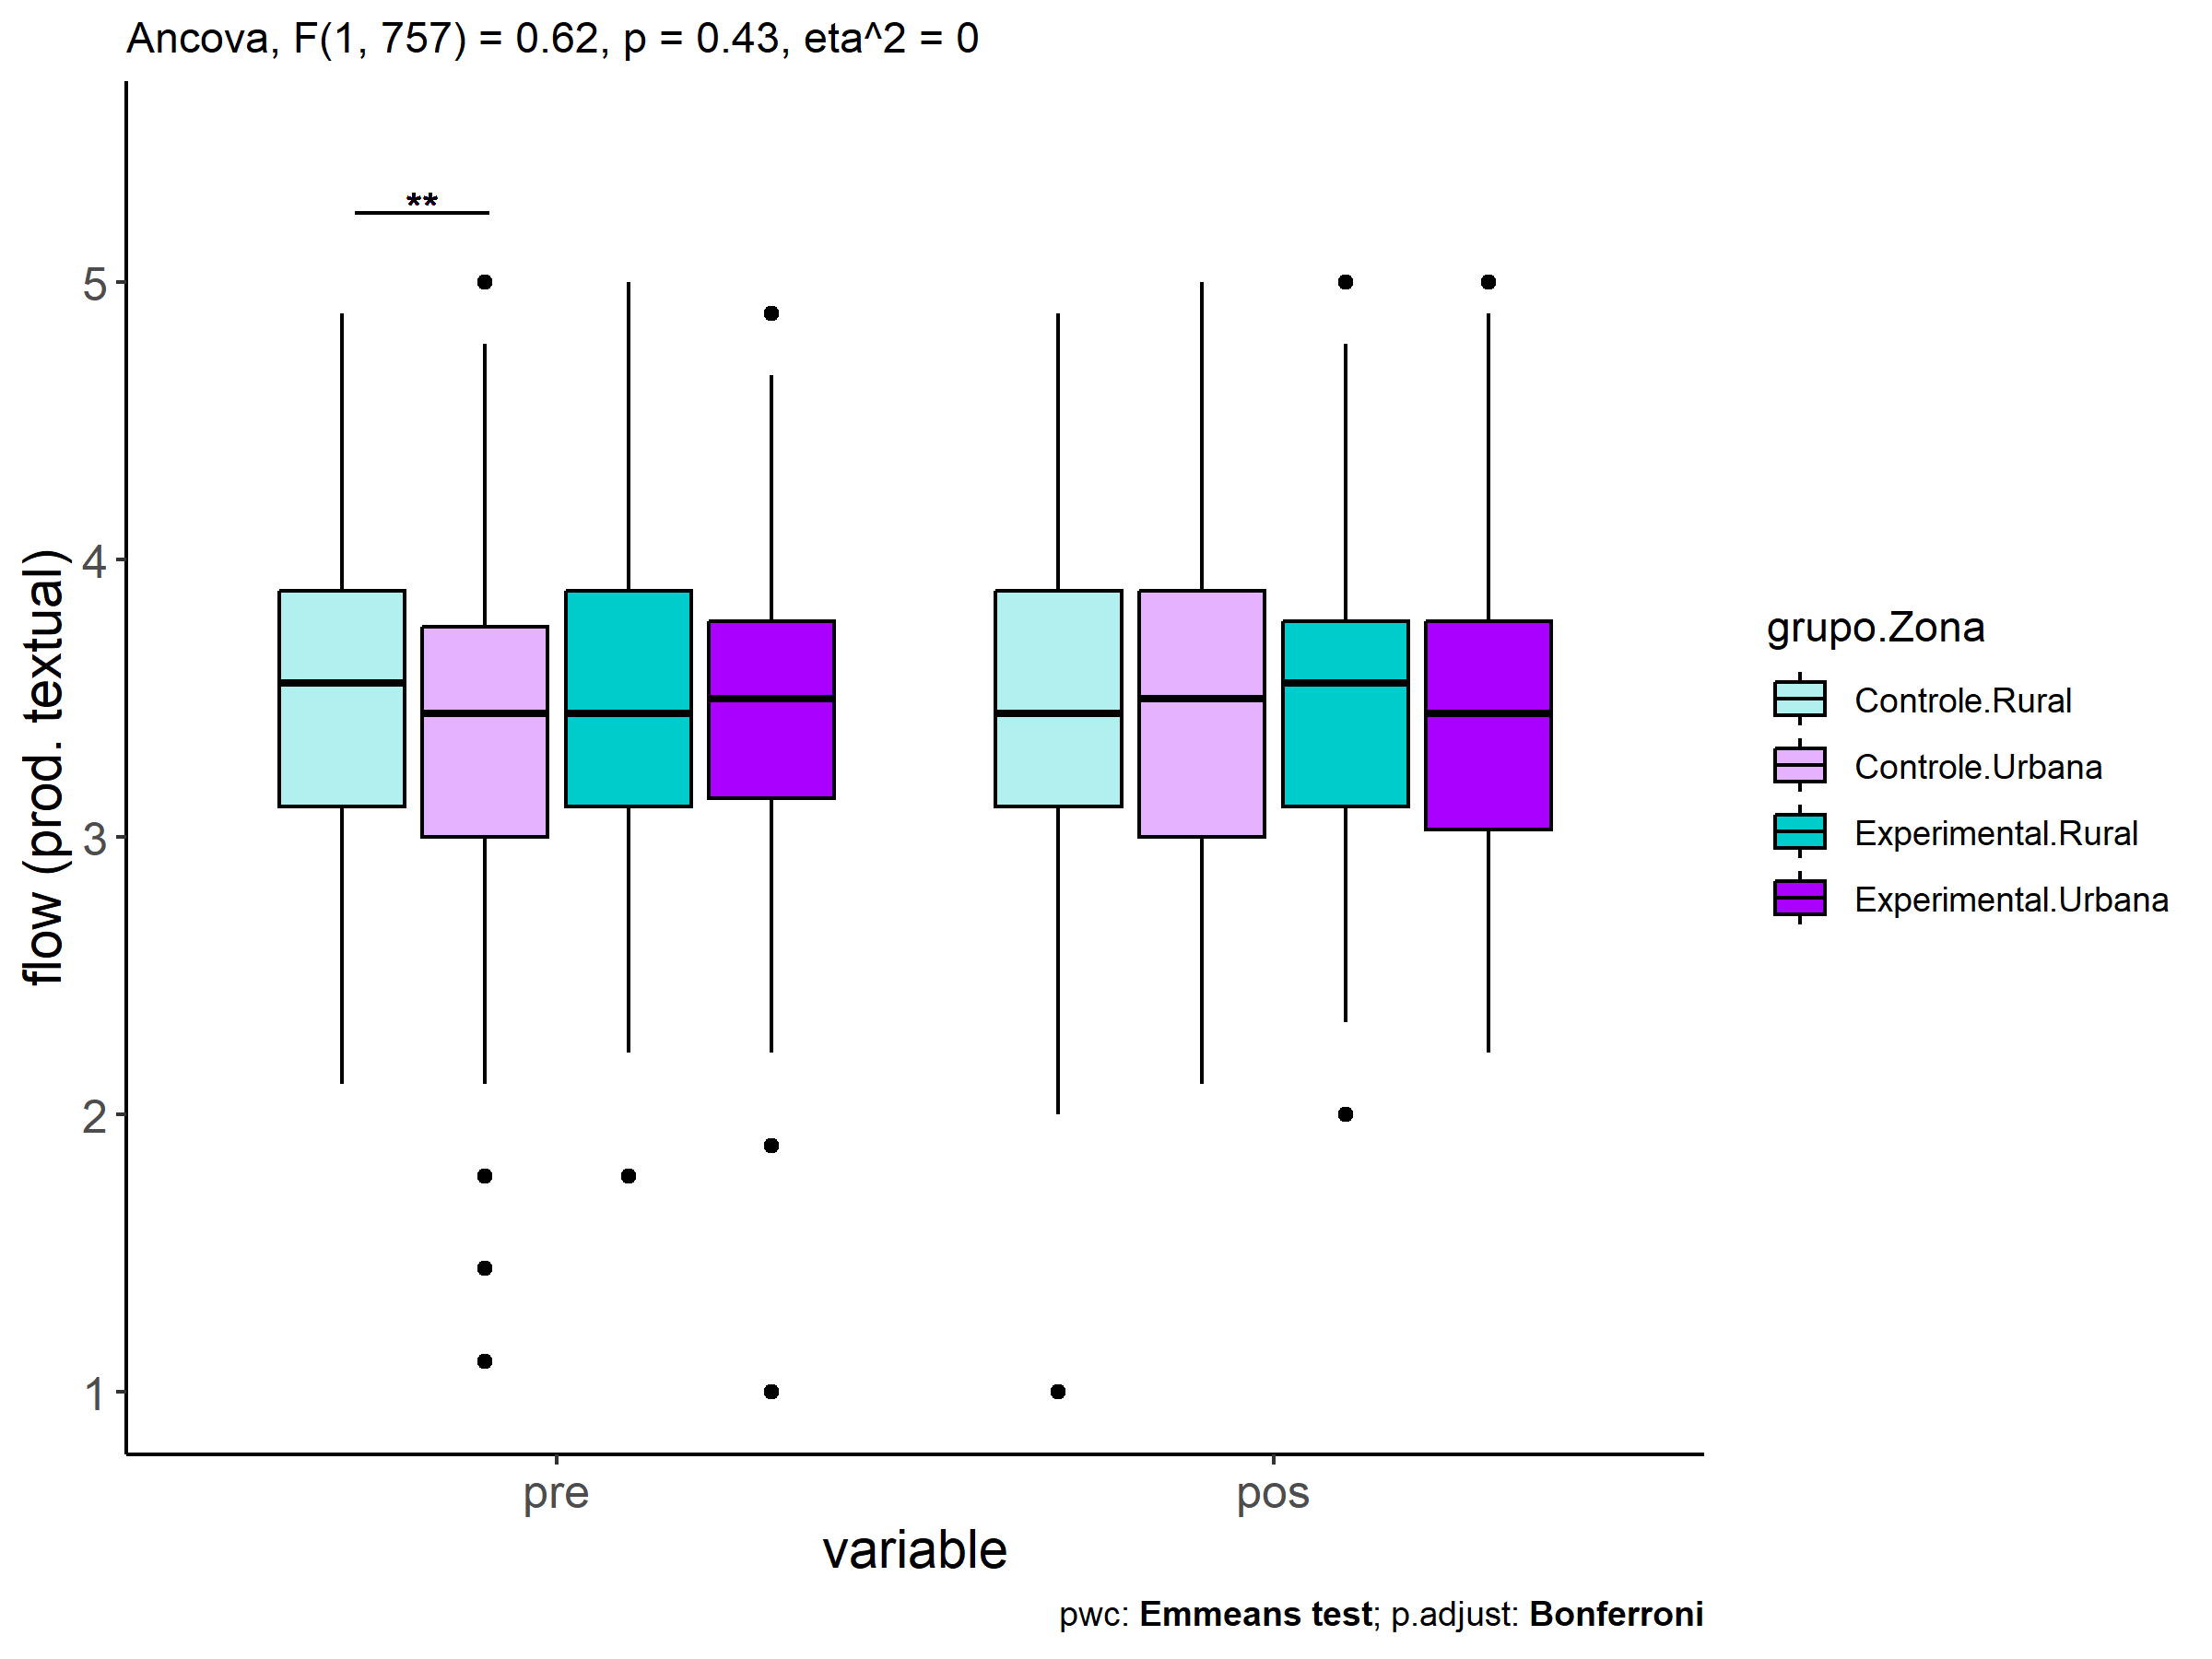 Ancova, F(1, 757) = 0.62, p = 0.43, eta^2 = 0
**
5
4
3
2
1
flow (prod. textual)
pre
pos
variable
grupo.Zona
Controle.Rural
Controle.Urbana
Experimental.Rural
Experimental.Urbana
pwc: Emmeans test; p.adjust: Bonferroni